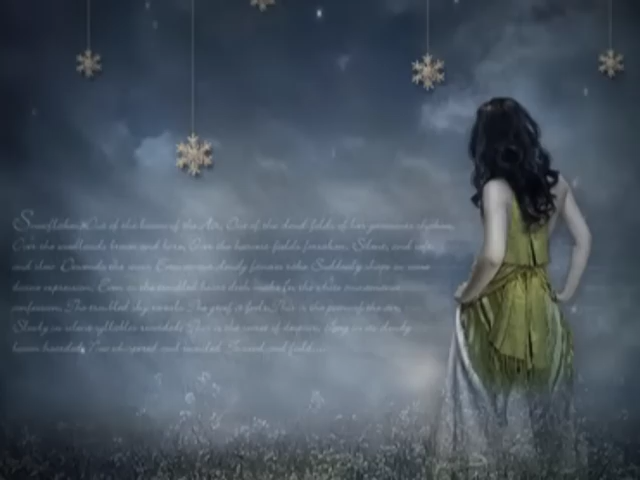 Snowflakes Out of the bosom of the Air, Out of the cloud folds of her garments shaken,
Over the woodlands brown and bare, Over the harvest fields forsaken, Silent, and soft,
and slow Descends the snow. Even as our cloudy fancies take Suddenly shape in some
divine expression, Even as the troubled heart doth make In the white countenance
confession, The troubled sky reveals The grief it feels. This is the poem of the air,
Slowly in silent syllables recorded; This is the secret of despair, Long in its cloudy
bosom hoarded, Now whispered and revealed To wood and field...